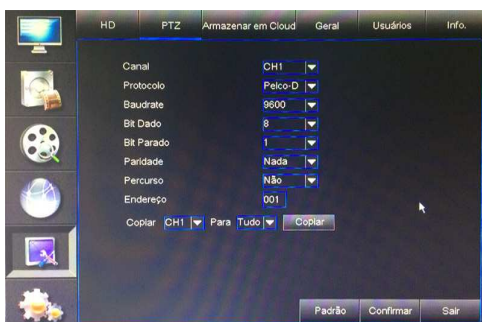 HD PTZ Armazenar em Cloud Geral Usuários Info.
Canal CH1
Protocolo Pelco-D
Baudrate 9600
Bit Dado 8
Bit Parado 1
Paridade Nada
Percurso Não
Endereço 001
Copiar CH1 Para Tudo Copiar
Padrão Confirmar Sair